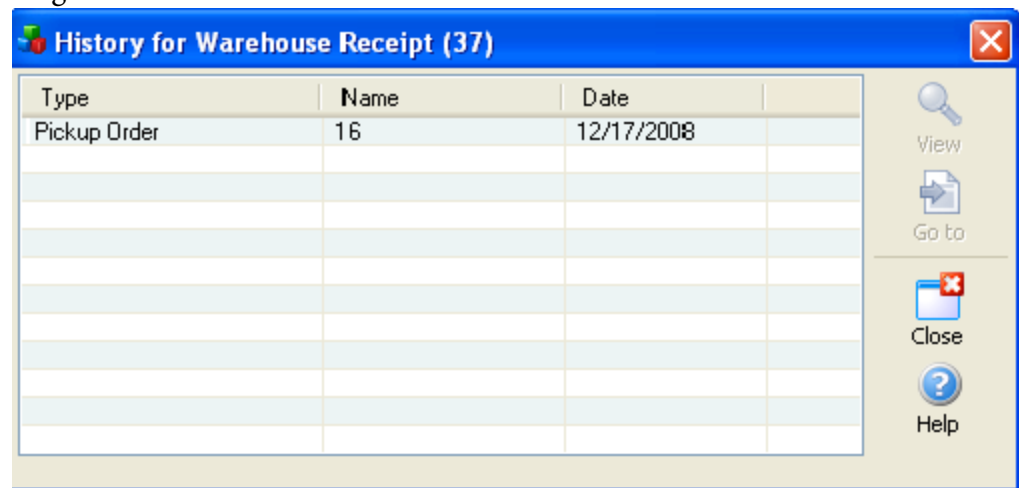 History for Warehouse Receipt (37)
Type Name Date
Pickup Order 16 12/17/2008
View
Go to
Close
Help